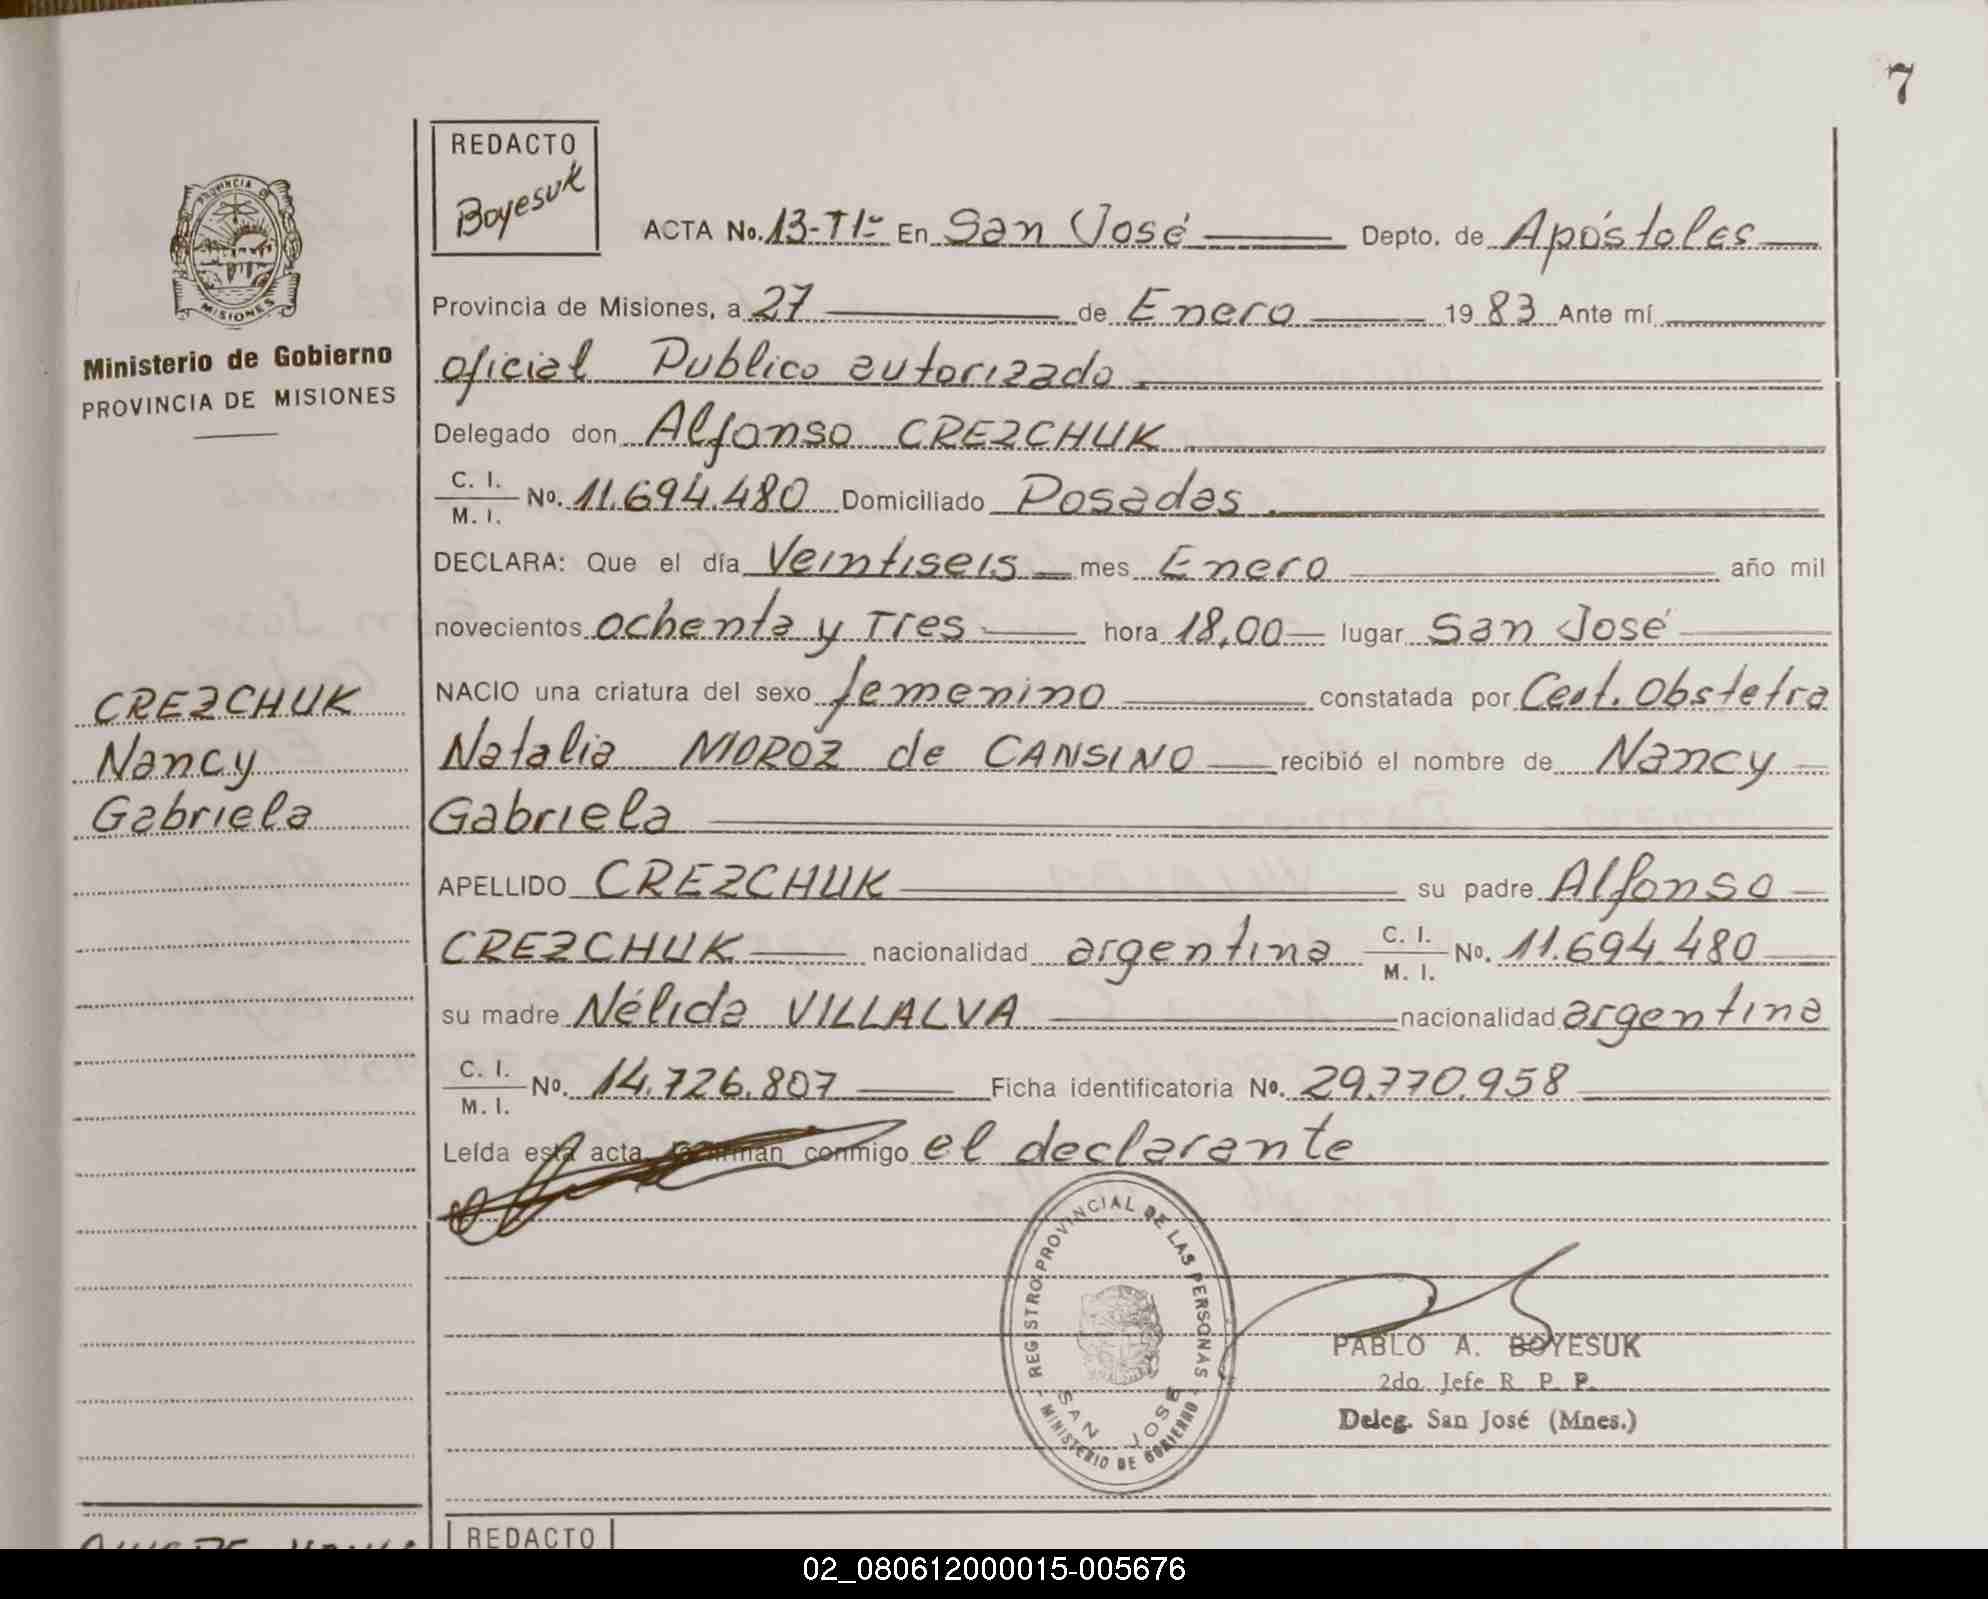 7
REDACTO
Boyesuk
PROVINCIA DE
MISIONES
Ministerio de Gobierno
PROVINCIA DE MISIONES
ACTA No. 13-TI- En San José Depto. de Apóstoles
Provincia de Misiones, a 27 de Enero 1983 Ante mí
oficial Publico autorizado
Delegado don Alfonso CREZCHUK
C. I.
M. I. No. 11.694.480 Domiciliado Posadas
DECLARA: Que el día Veintiseis mes Enero año mil
novecientos ochenta y Tres hora 18,00 lugar San José
NACIO una criatura del sexo femenino constatada por Cert. Obstetra
Natalia MOROZ de CANSINO recibió el nombre de Nancy
Gabriela
APELLIDO CREZCHUK su padre Alfonso
CREZCHUK nacionalidad argentina C. I. M. I. No. 11.694.480
su madre Nélida VILLALVA nacionalidad argentina
C. I.
M. I. No. 14.726.807 Ficha identificatoria No. 29.770.958
Leída esta acta, firman conmigo el declarante
CREZCHUK
Nancy
Gabriela
REGISTRO PROVINCIAL DE LAS PERSONAS
SAN JOSE
MINISTERIO DE GOBIERNO
PABLO A. BOYESUK
2do. Jefe R. P. P.
Deleg. San José (Mnes.)
REDACTO
02_080612000015-005676